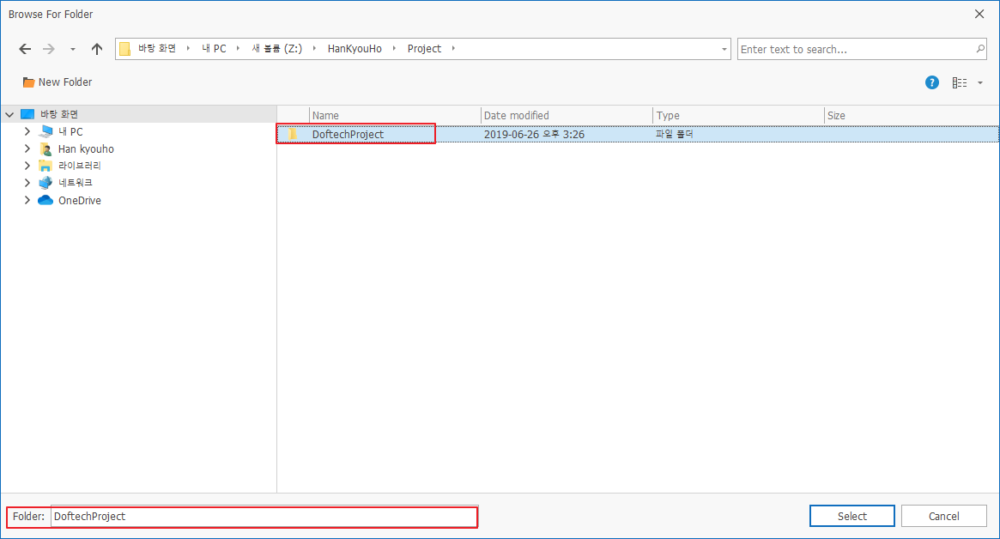 Browse For Folder
바탕 화면 내 PC 새 볼륨 (Z:) HanKyouHo Project
Enter text to search...
New Folder
?
바탕 화면
내 PC
Han kyouho
라이브러리
네트워크
OneDrive
Name Date modified Type Size
DoftechProject 2019-06-26 오후 3:26 파일 폴더
Folder: DoftechProject
Select Cancel